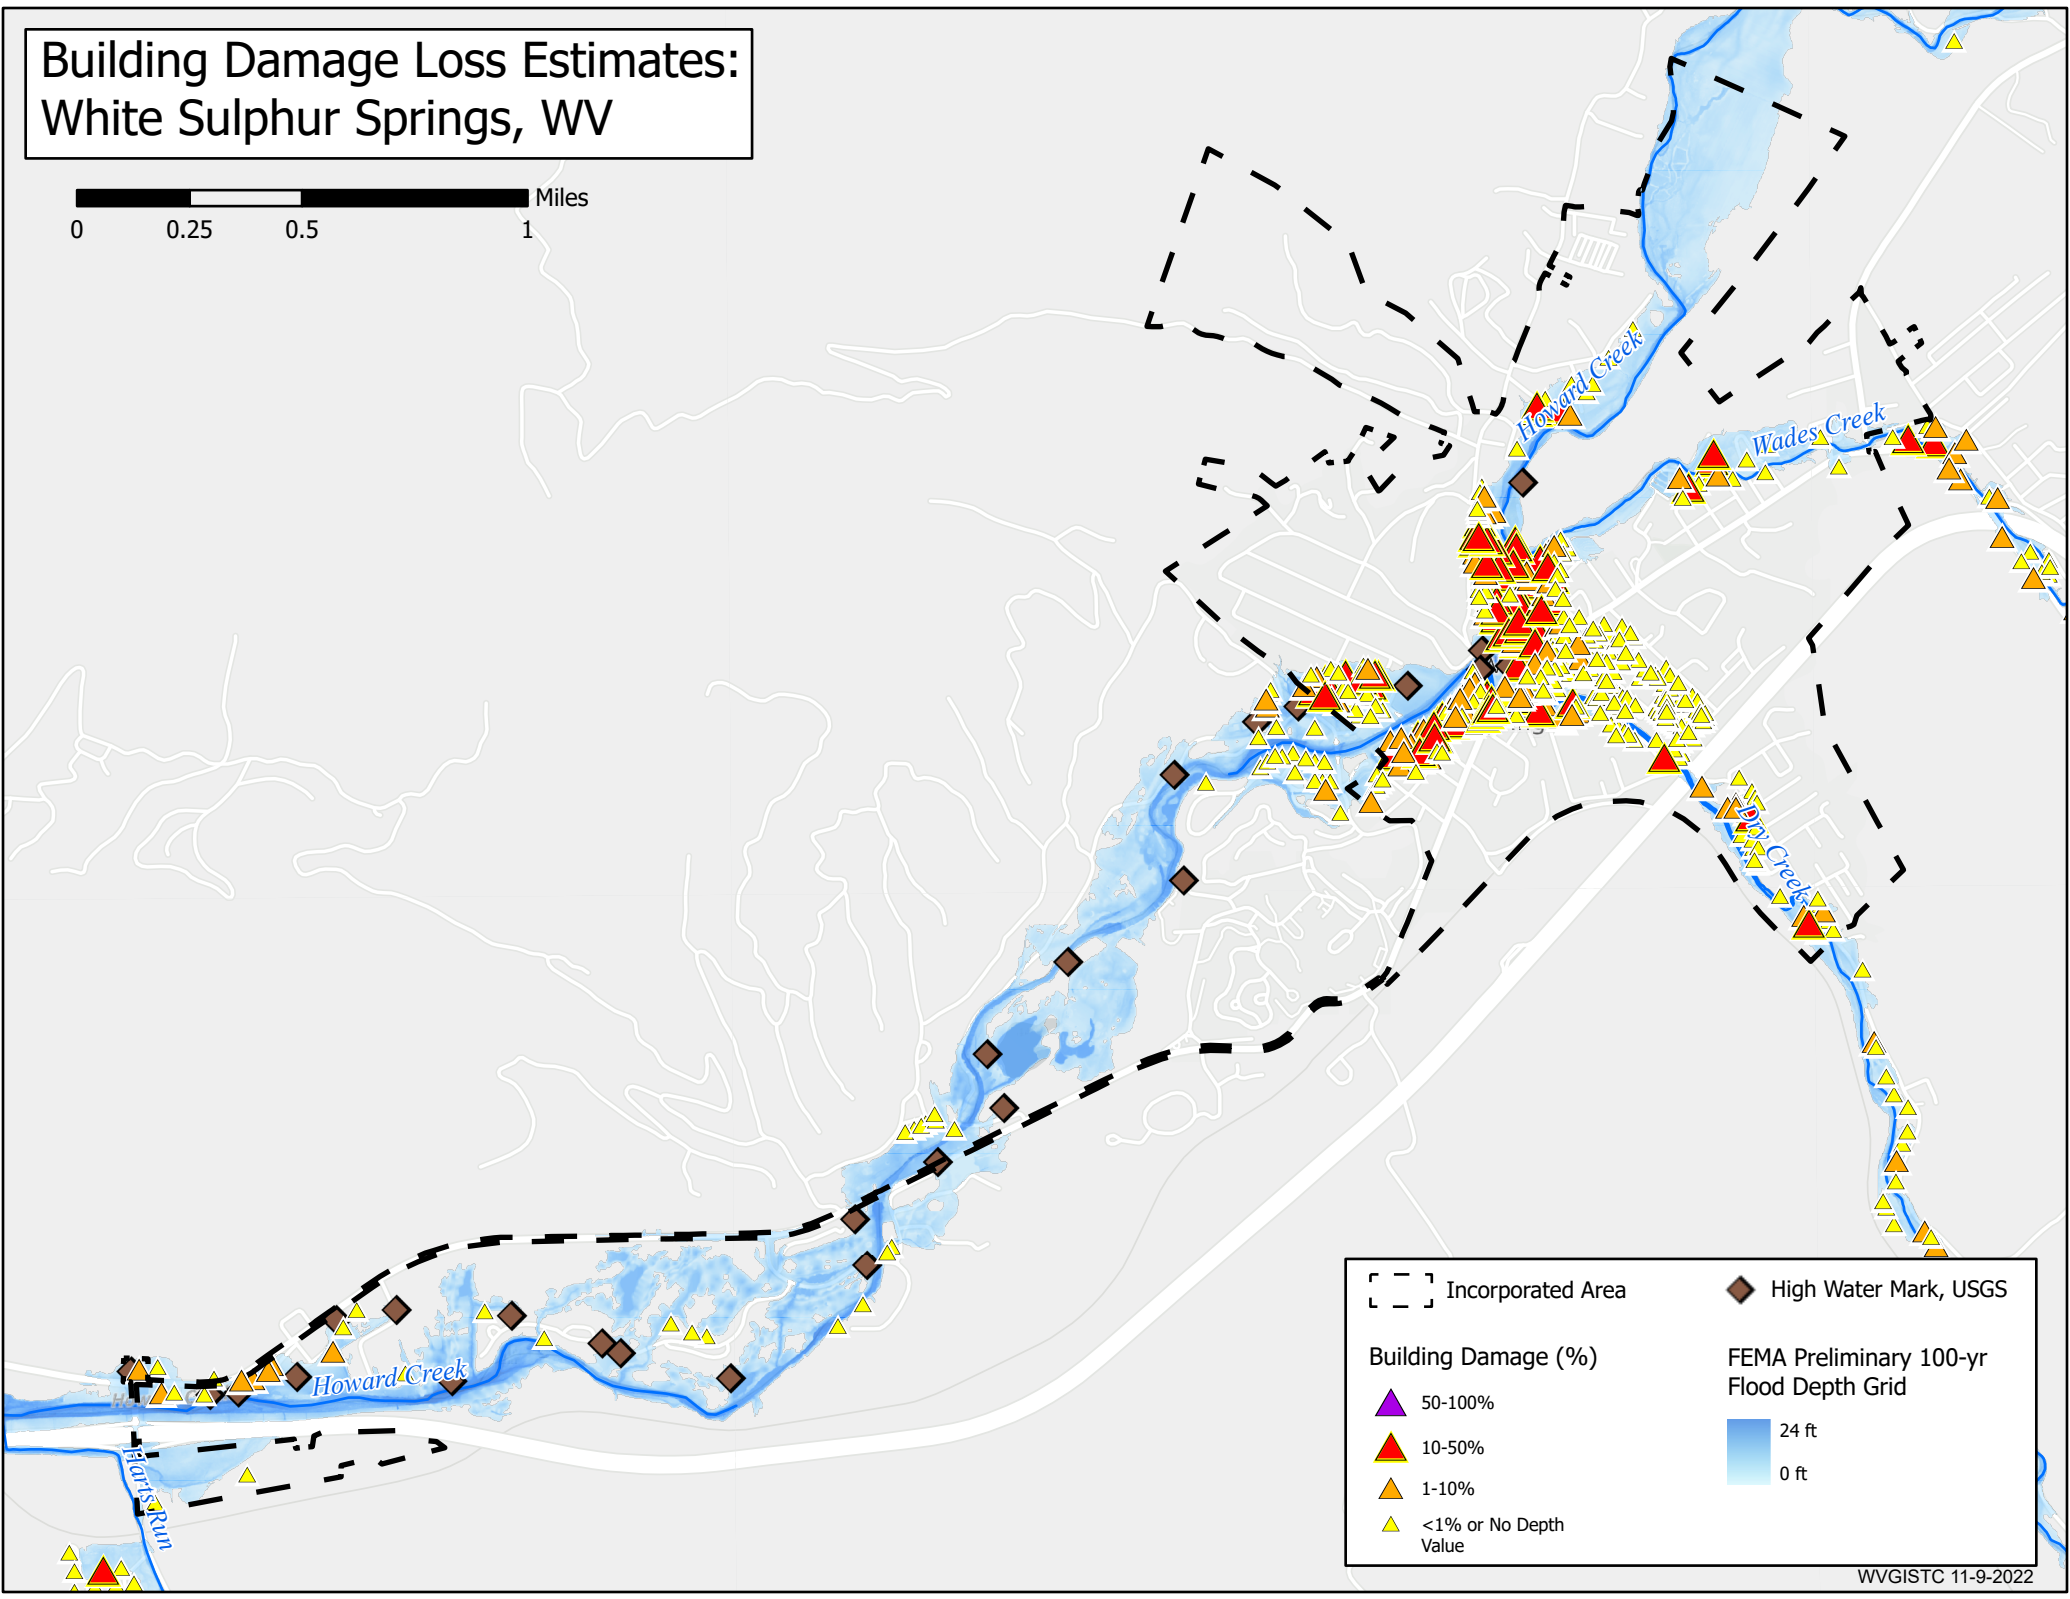 Building Damage Loss Estimates:
White Sulphur Springs, WV
Miles
0 0.25 0.5 1
Howard Creek
Wades Creek
Dry Creek
Howard Creek
Harts Run
Incorporated Area
High Water Mark, USGS
Building Damage (%)
50-100%
10-50%
1-10%
<1% or No Depth
Value
FEMA Preliminary 100-yr
Flood Depth Grid
24 ft
0 ft
WVGISTC 11-9-2022